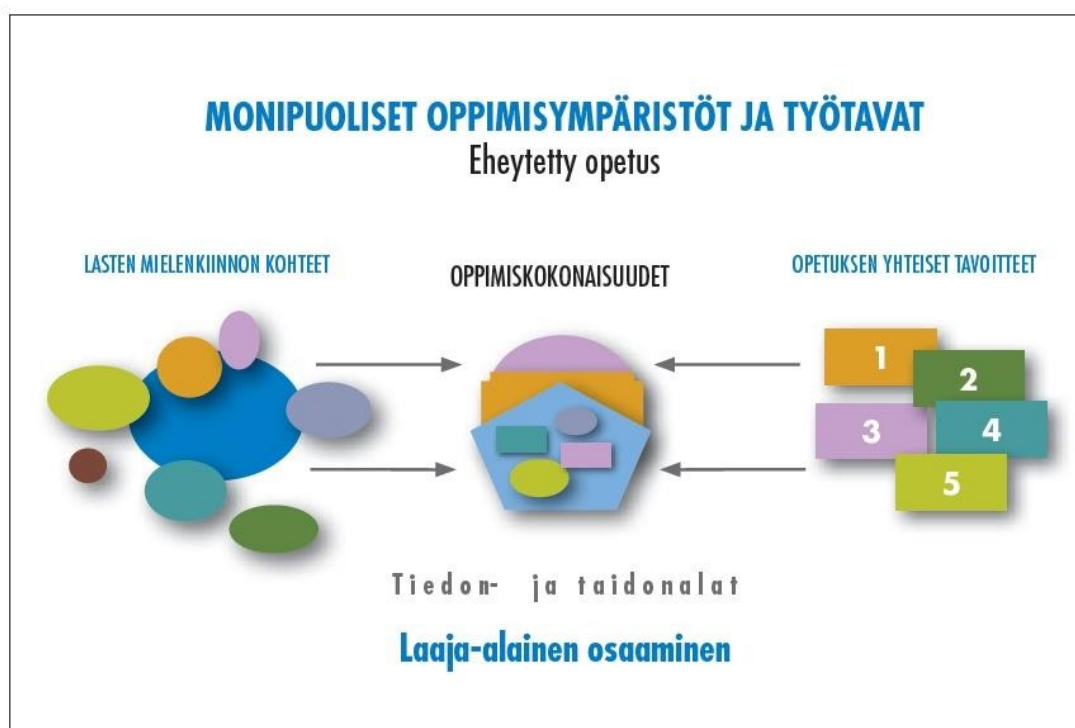 MONIPUOLISET OPPIMISYMPÄRISTÖT JA TYÖTAVAT
Eheytetty opetus
LASTEN MIELENKIINNON KOHTEET
OPPIMISKOKONAISUUDET
OPETUKSEN YHTEISET TAVOITTEET
1
2
3
4
5
Tiedon- ja taidonalat
Laaja-alainen osaaminen